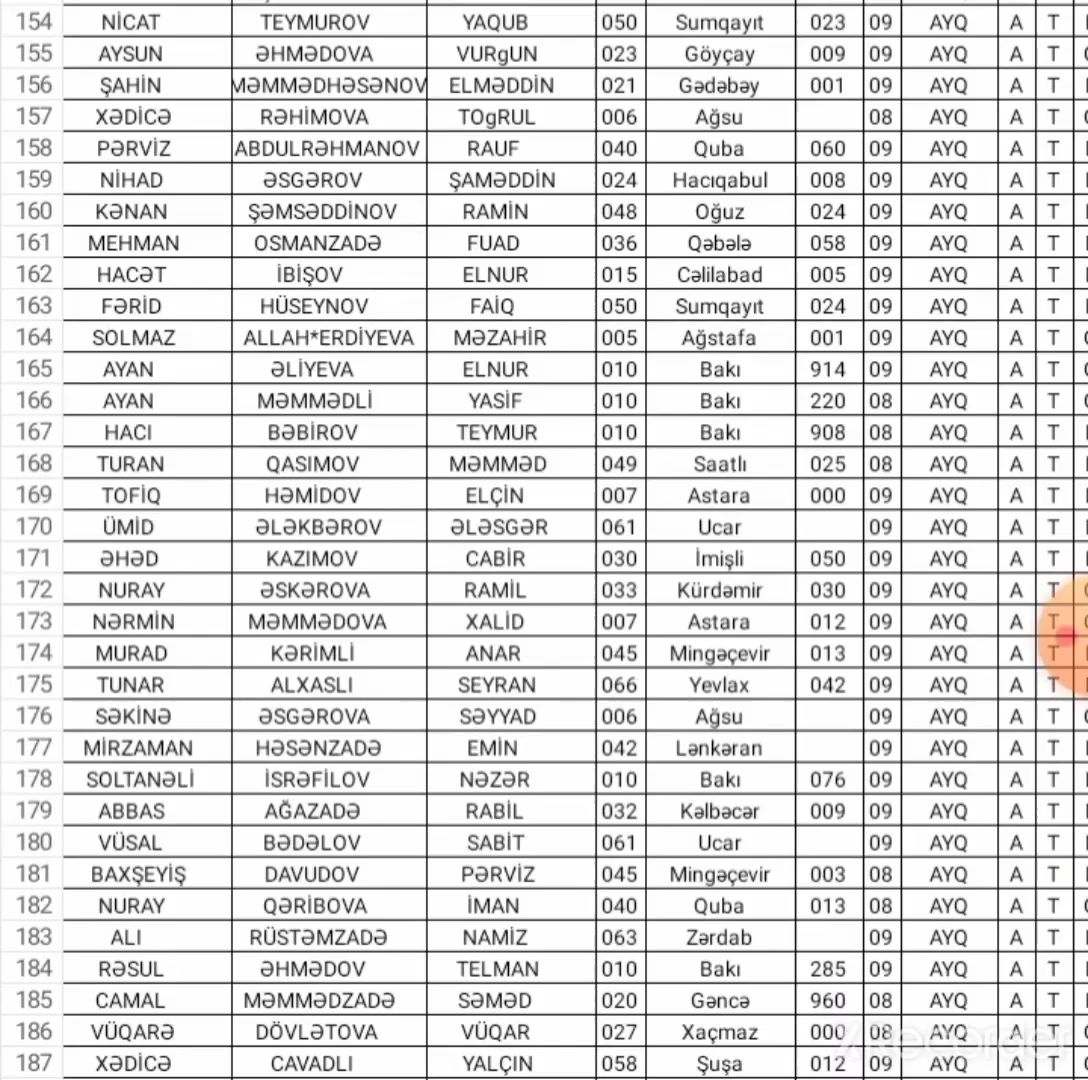 154 NİCAT TEYMUROV YAQUB 050 Sumqayıt 023 09 AYQ A T
155 AYSUN ƏHMƏDOVA VURgUN 023 Göyçay 009 09 AYQ A T
156 ŞAHİN MƏMMƏDHƏSƏNOV ELMƏDDİN 021 Gədəbəy 001 09 AYQ A T
157 XƏDİCƏ RƏHİMOVA TOgRUL 006 Ağsu 08 AYQ A T
158 PƏRVİZ ABDULRƏHMANOV RAUF 040 Quba 060 09 AYQ A T
159 NİHAD ƏSGƏROV ŞAMƏDDİN 024 Hacıqabul 008 09 AYQ A T
160 KƏNAN ŞƏMSƏDDİNOV RAMİN 048 Oğuz 024 09 AYQ A T
161 MEHMAN OSMANZADƏ FUAD 036 Qəbələ 058 09 AYQ A T
162 HACƏT İBİŞOV ELNUR 015 Cəlilabad 005 09 AYQ A T
163 FƏRİD HÜSEYNOV FAİQ 050 Sumqayıt 024 09 AYQ A T
164 SOLMAZ ALLAH*ERDİYEVA MƏZAHİR 005 Ağstafa 001 09 AYQ A T
165 AYAN ƏLİYEVA ELNUR 010 Bakı 914 09 AYQ A T
166 AYAN MƏMMƏDLİ YASİF 010 Bakı 220 08 AYQ A T
167 HACI BƏBİROV TEYMUR 010 Bakı 908 08 AYQ A T
168 TURAN QASIMOV MƏMMƏD 049 Saatlı 025 08 AYQ A T
169 TOFİQ HƏMİDOV ELÇİN 007 Astara 000 09 AYQ A T
170 ÜMİD ƏLƏKBƏROV ƏLƏSGƏR 061 Ucar 09 AYQ A T
171 ƏHƏD KAZIMOV CABİR 030 İmişli 050 09 AYQ A T
172 NURAY ƏSKƏROVA RAMİL 033 Kürdəmir 030 09 AYQ A T
173 NƏRMİN MƏMMƏDOVA XALİD 007 Astara 012 09 AYQ A T
174 MURAD KƏRİMLİ ANAR 045 Mingəçevir 013 09 AYQ A T
175 TUNAR ALXASLI SEYRAN 066 Yevlax 042 09 AYQ A T
176 SƏKİNƏ ƏSGƏROVA SƏYYAD 006 Ağsu 09 AYQ A T
177 MİRZAMAN HƏSƏNZADƏ EMİN 042 Lənkəran 09 AYQ A T
178 SOLTANƏLİ İSRƏFİLOV NƏZƏR 010 Bakı 076 09 AYQ A T
179 ABBAS AĞAZADƏ RABİL 032 Kəlbəcər 009 09 AYQ A T
180 VÜSAL BƏDƏLOV SABİT 061 Ucar 09 AYQ A T
181 BAXŞEYİŞ DAVUDOV PƏRVİZ 045 Mingəçevir 003 08 AYQ A T
182 NURAY QƏRİBOVA İMAN 040 Quba 013 08 AYQ A T
183 ALI RÜSTƏMZADƏ NAMİZ 063 Zərdab 09 AYQ A T
184 RƏSUL ƏHMƏDOV TELMAN 010 Bakı 285 09 AYQ A T
185 CAMAL MƏMMƏDZADƏ SƏMƏD 020 Gəncə 960 08 AYQ A T
186 VÜQARƏ DÖVLƏTOVA VÜQAR 027 Xaçmaz 000 08 AYQ A T
187 XƏDİCƏ CAVADLI YALÇIN 058 Şuşa 012 09 AYQ A T